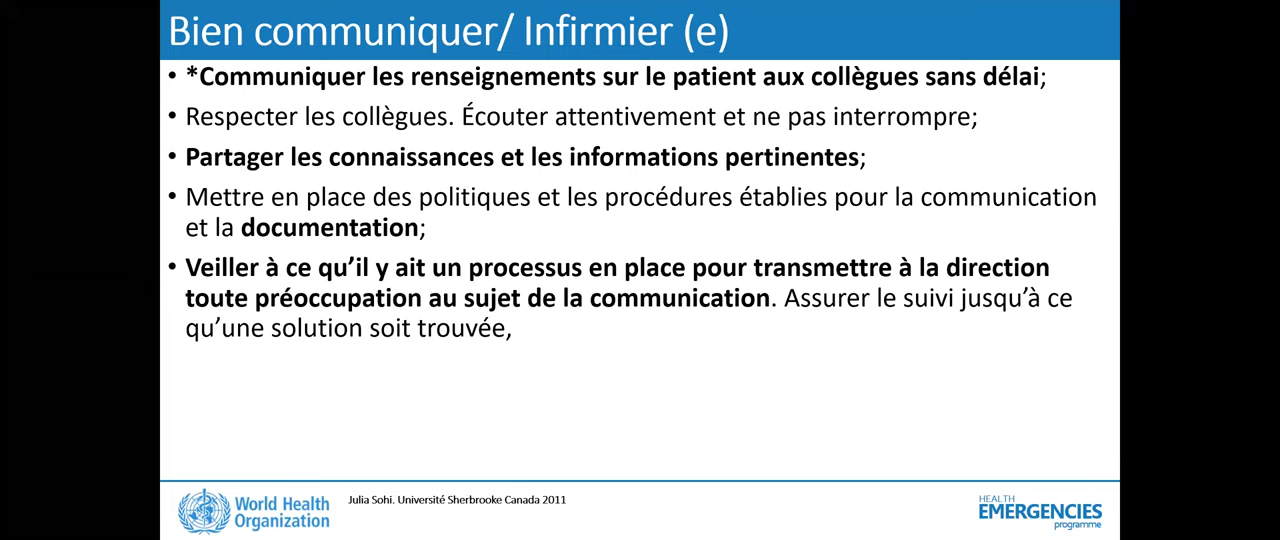 Bien communiquer/ Infirmier (e)
• *Communiquer les renseignements sur le patient aux collègues sans délai;
• Respecter les collègues. Écouter attentivement et ne pas interrompre;
• Partager les connaissances et les informations pertinentes;
• Mettre en place des politiques et les procédures établies pour la communication
et la documentation;
• Veiller à ce qu’il y ait un processus en place pour transmettre à la direction
toute préoccupation au sujet de la communication. Assurer le suivi jusqu’à ce
qu’une solution soit trouvée,
World Health
Organization
Julia Sohi. Université Sherbrooke Canada 2011
HEALTH
EMERGENCIES
programme